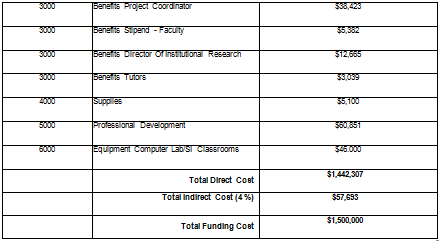 3000 Benefits Project Coordinator $38,423
3000 Benefits Stipend - Faculty $5,382
3000 Benefits Director Of Institutional Research $12,665
3000 Benefits Tutors $3,039
4000 Supplies $5,100
5000 Professional Development $60,851
6000 Equipment Computer Lab/SI Classrooms $46.000
Total Direct Cost $1,442,307
Total Indirect Cost (4 %) $57,693
Total Funding Cost $1,500,000